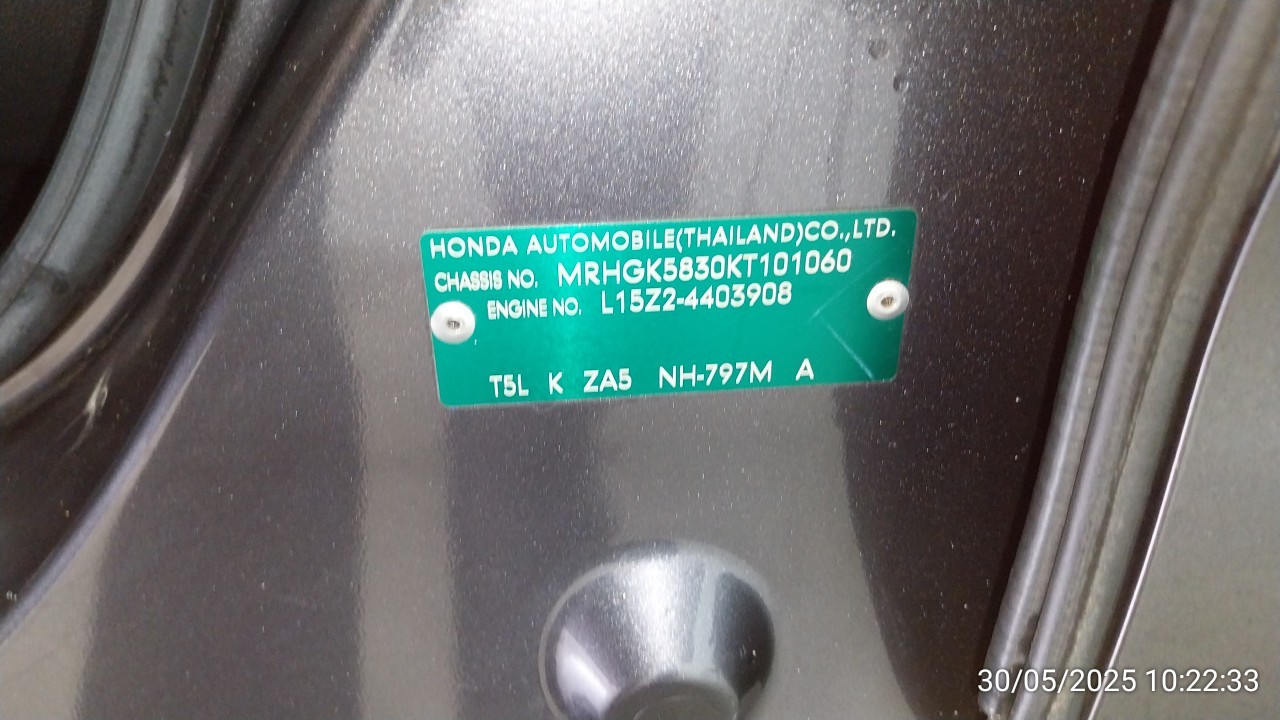 HONDA AUTOMOBILE(THAILAND)CO.,LTD.
CHASSIS NO. MRHGK5830KT101060
ENGINE NO. L15Z2-4403908
T5L K ZA5 NH-797M A
30/05/2025 10:22:33